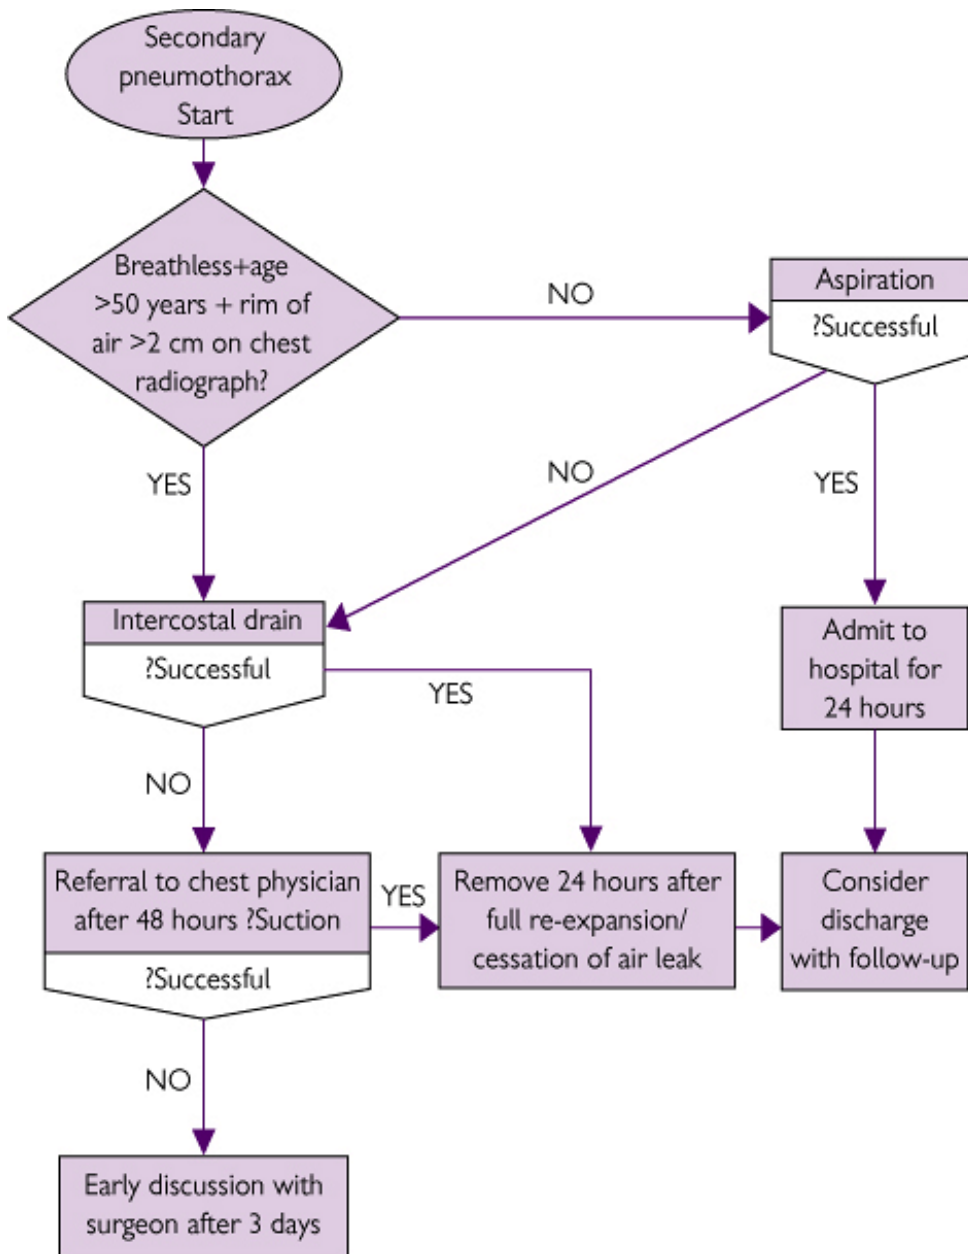 Secondary
pneumothorax
Start
Breathless+age
>50 years + rim of
air >2 cm on chest
radiograph?
NO
Aspiration
?Successful
YES
NO
YES
Intercostal drain
?Successful
YES
Admit to
hospital for
24 hours
NO
Referral to chest physician
after 48 hours ?Suction
?Successful
YES
Remove 24 hours after
full re-expansion/
cessation of air leak
Consider
discharge
with follow-up
NO
Early discussion with
surgeon after 3 days